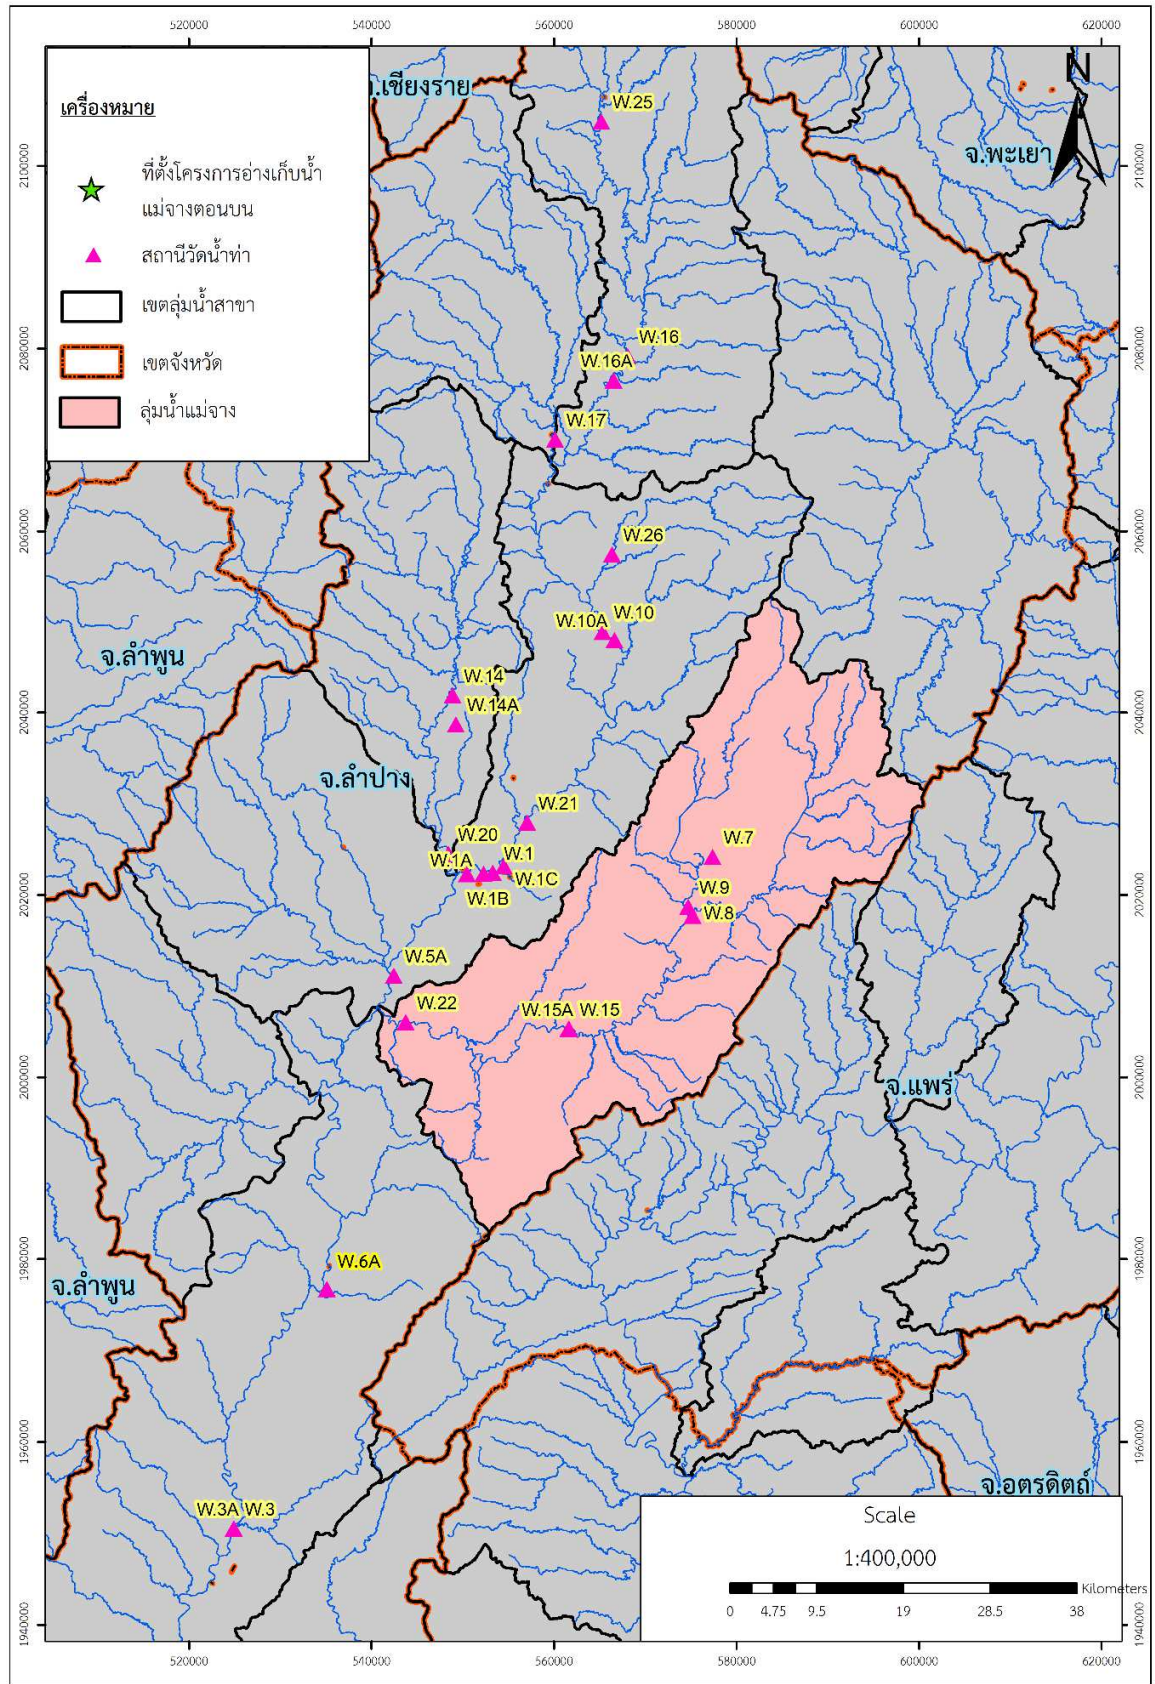 520000 540000 560000 580000 600000 620000
N
เครื่องหมาย
ที่ตั้งโครงการอ่างเก็บน้ำ
แม่จางตอนบน
สถานีวัดน้ำท่า
เขตลุ่มน้ำสาขา
เขตจังหวัด
ลุ่มน้ำแม่จาง
จ.เชียงราย
W.25
จ.พะเยา
2100000 2100000
W.16
2080000 2080000
W.16A
W.17
2060000 2060000
W.26
W.10A W.10
จ.ลำพูน
W.14
W.14A
2040000 2040000
จ.ลำปาง
W.21
W.20
W.7
W.1A W.1
W.1C
W.9
W.1B
W.8
2020000 2020000
W.5A
W.22
W.15A W.15
2000000 2000000
จ.แพร่
W.6A
1980000 1980000
จ.ลำพูน
1960000 1960000
จ.อตรดิตถ์
W.3A W.3
Scale
1:400,000
Kilometers
0 4.75 9.5 19 28.5 38
1940000 1940000
520000 540000 560000 580000 600000 620000